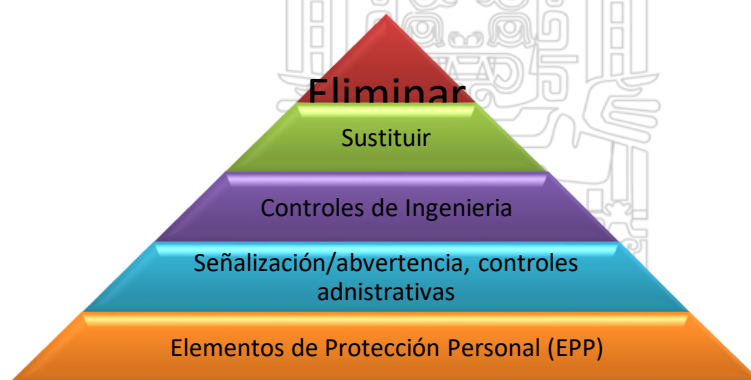 Eliminar
Sustituir
Controles de Ingenieria
Señalización/abvertencia, controles
adnistrativas
Elementos de Protección Personal (EPP)